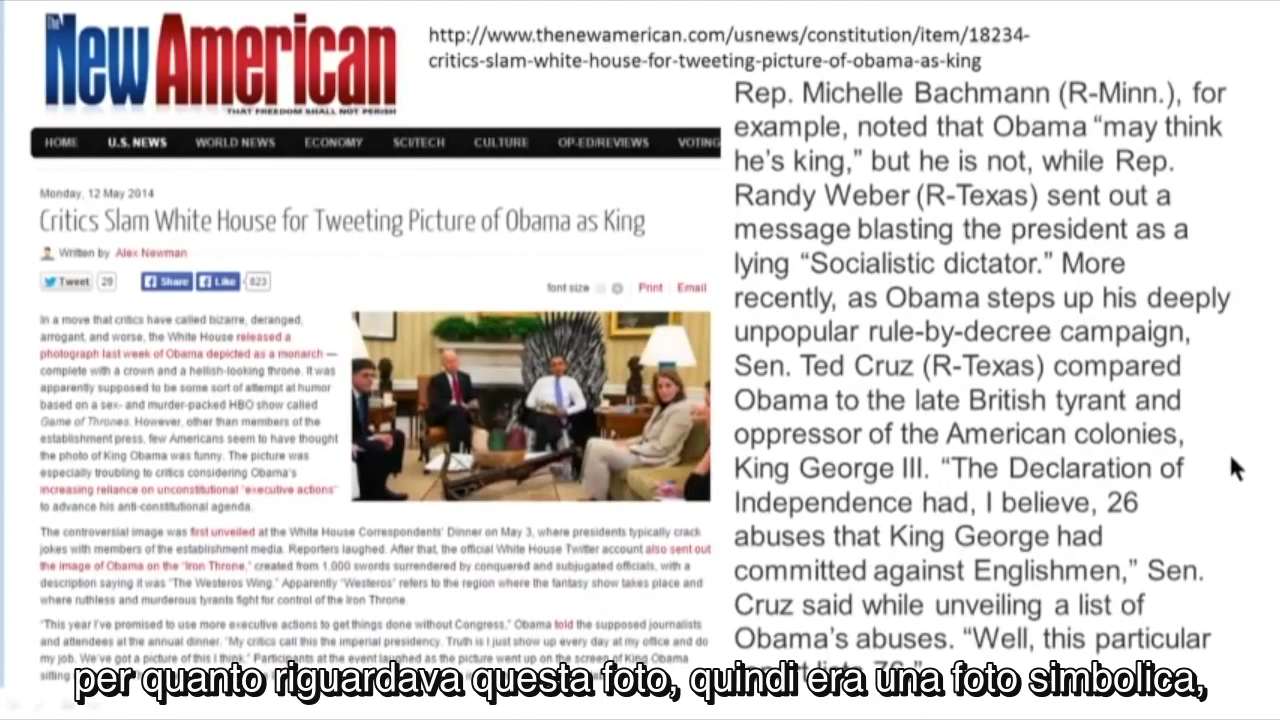 The New American
THAT FREEDOM SHALL NOT PERISH
http://www.thenewamerican.com/usnews/constitution/item/18234-
critics-slam-white-house-for-tweeting-picture-of-obama-as-king
HOME U.S. NEWS WORLD NEWS ECONOMY SCI/TECH CULTURE OP-ED/REVIEWS VOTING
Monday, 12 May 2014
Critics Slam White House for Tweeting Picture of Obama as King
Written by Alex Newman
Tweet 29 Share Like 823
font size Print Email
In a move that critics have called bizarre, deranged,
arrogant, and worse, the White House released a
photograph last week of Obama depicted as a monarch —
complete with a crown and a hellish-looking throne. It was
apparently supposed to be some sort of attempt at humor
based on a sex- and murder-packed HBO show called
Game of Thrones. However, other than members of the
establishment press, few Americans seem to have thought
the photo of King Obama was funny. The picture was
especially troubling to critics considering Obama's
increasing reliance on unconstitutional "executive actions"
to advance his anti-constitutional agenda.
The controversial image was first unveiled at the White House Correspondents' Dinner on May 3, where presidents typically crack
jokes with members of the establishment media. Reporters laughed. After that, the official White House Twitter account also sent out
the image of Obama on the "Iron Throne," created from 1,000 swords surrendered by conquered and subjugated officials, with a
description saying it was "The Westeros Wing." Apparently "Westeros" refers to the region where the fantasy show takes place and
where ruthless and murderous tyrants fight for control of the Iron Throne.
"This year I've promised to use more executive actions to get things done without Congress," Obama told the supposed journalists
and attendees at the annual dinner. "My critics call this the imperial presidency. Truth is I just show up every day at my office and do
my job. We've got a picture of this I think." Participants at the event laughed as the picture went up on the screen of King Obama
sitting
Rep. Michelle Bachmann (R-Minn.), for
example, noted that Obama “may think
he’s king,” but he is not, while Rep.
Randy Weber (R-Texas) sent out a
message blasting the president as a
lying “Socialistic dictator.” More
recently, as Obama steps up his deeply
unpopular rule-by-decree campaign,
Sen. Ted Cruz (R-Texas) compared
Obama to the late British tyrant and
oppressor of the American colonies,
King George III. “The Declaration of
Independence had, I believe, 26
abuses that King George had
committed against Englishmen,” Sen.
Cruz said while unveiling a list of
Obama’s abuses. “Well, this particular
per quanto riguardava questa foto, quindi era una foto simbolica,